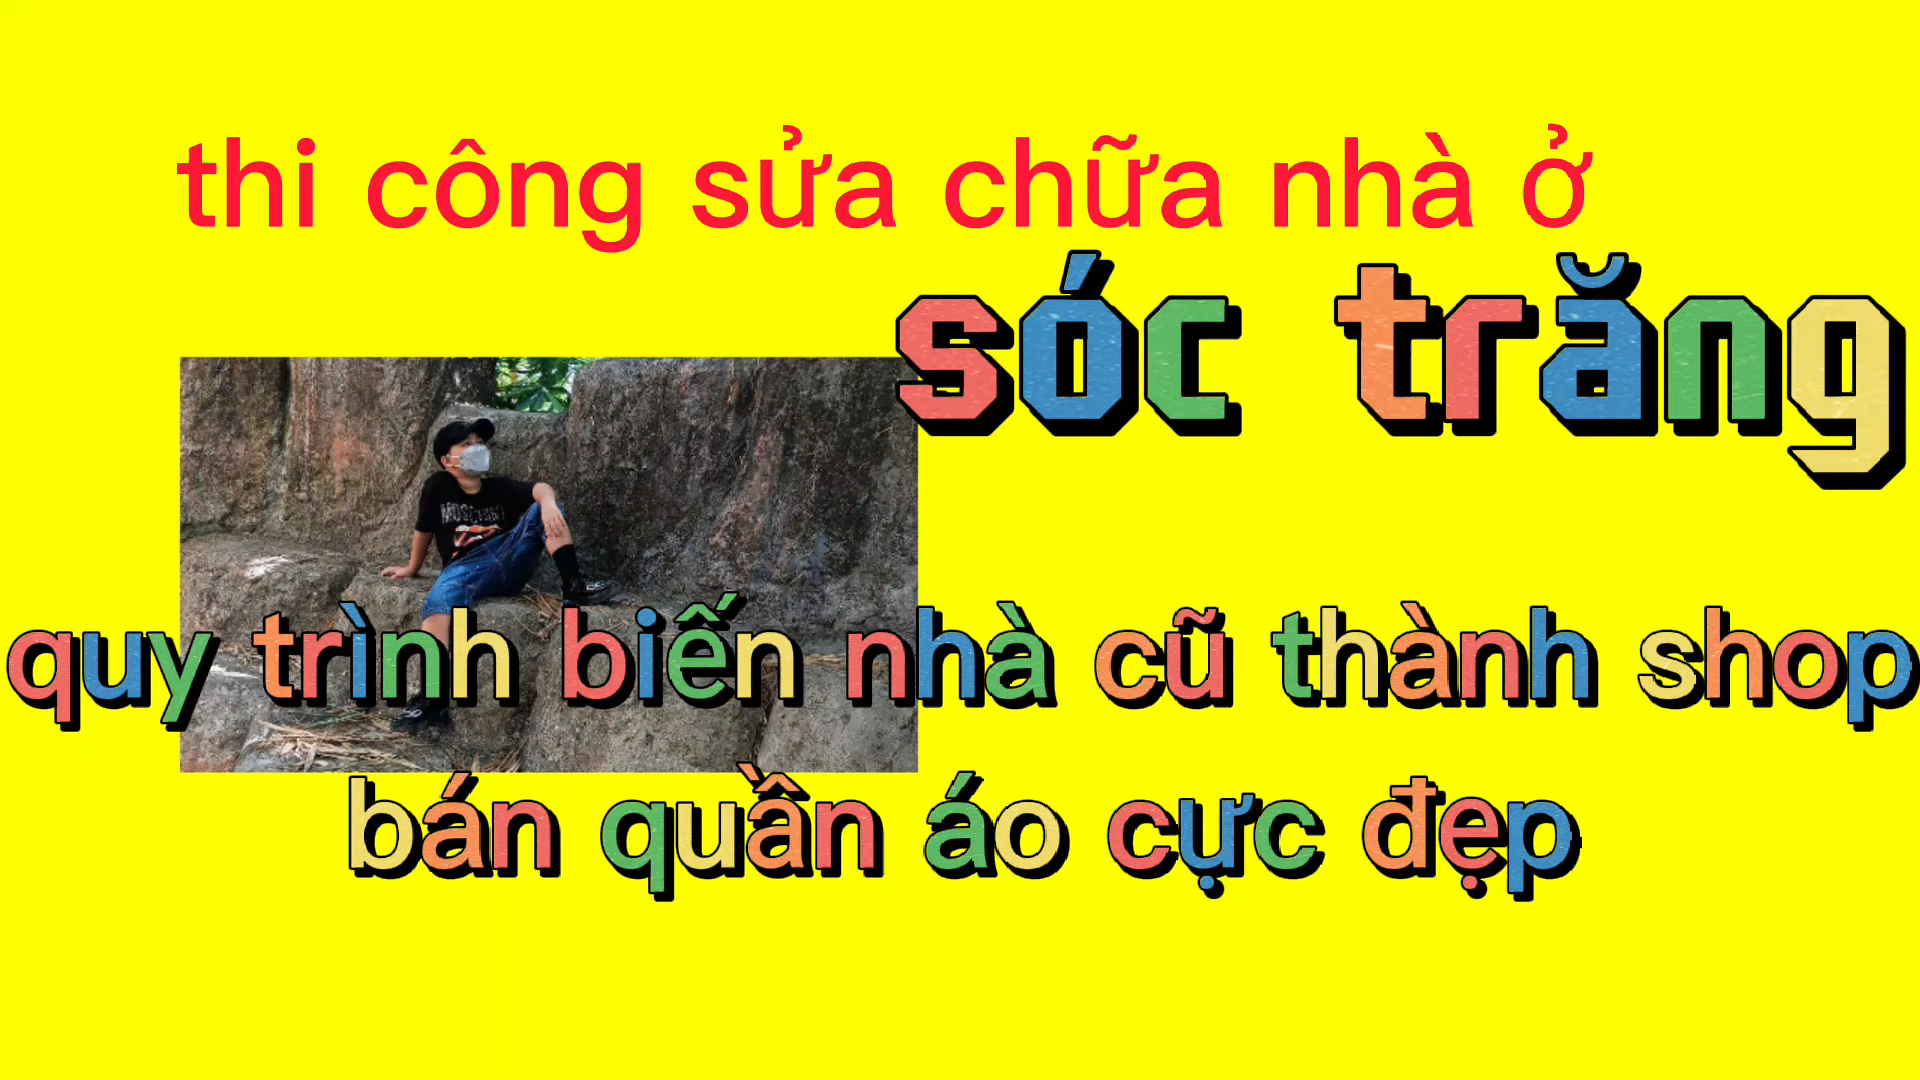 thi công sửa chữa nhà ở
sóc trăng
quy trình biến nhà cũ thành shop
bán quần áo cực đẹp